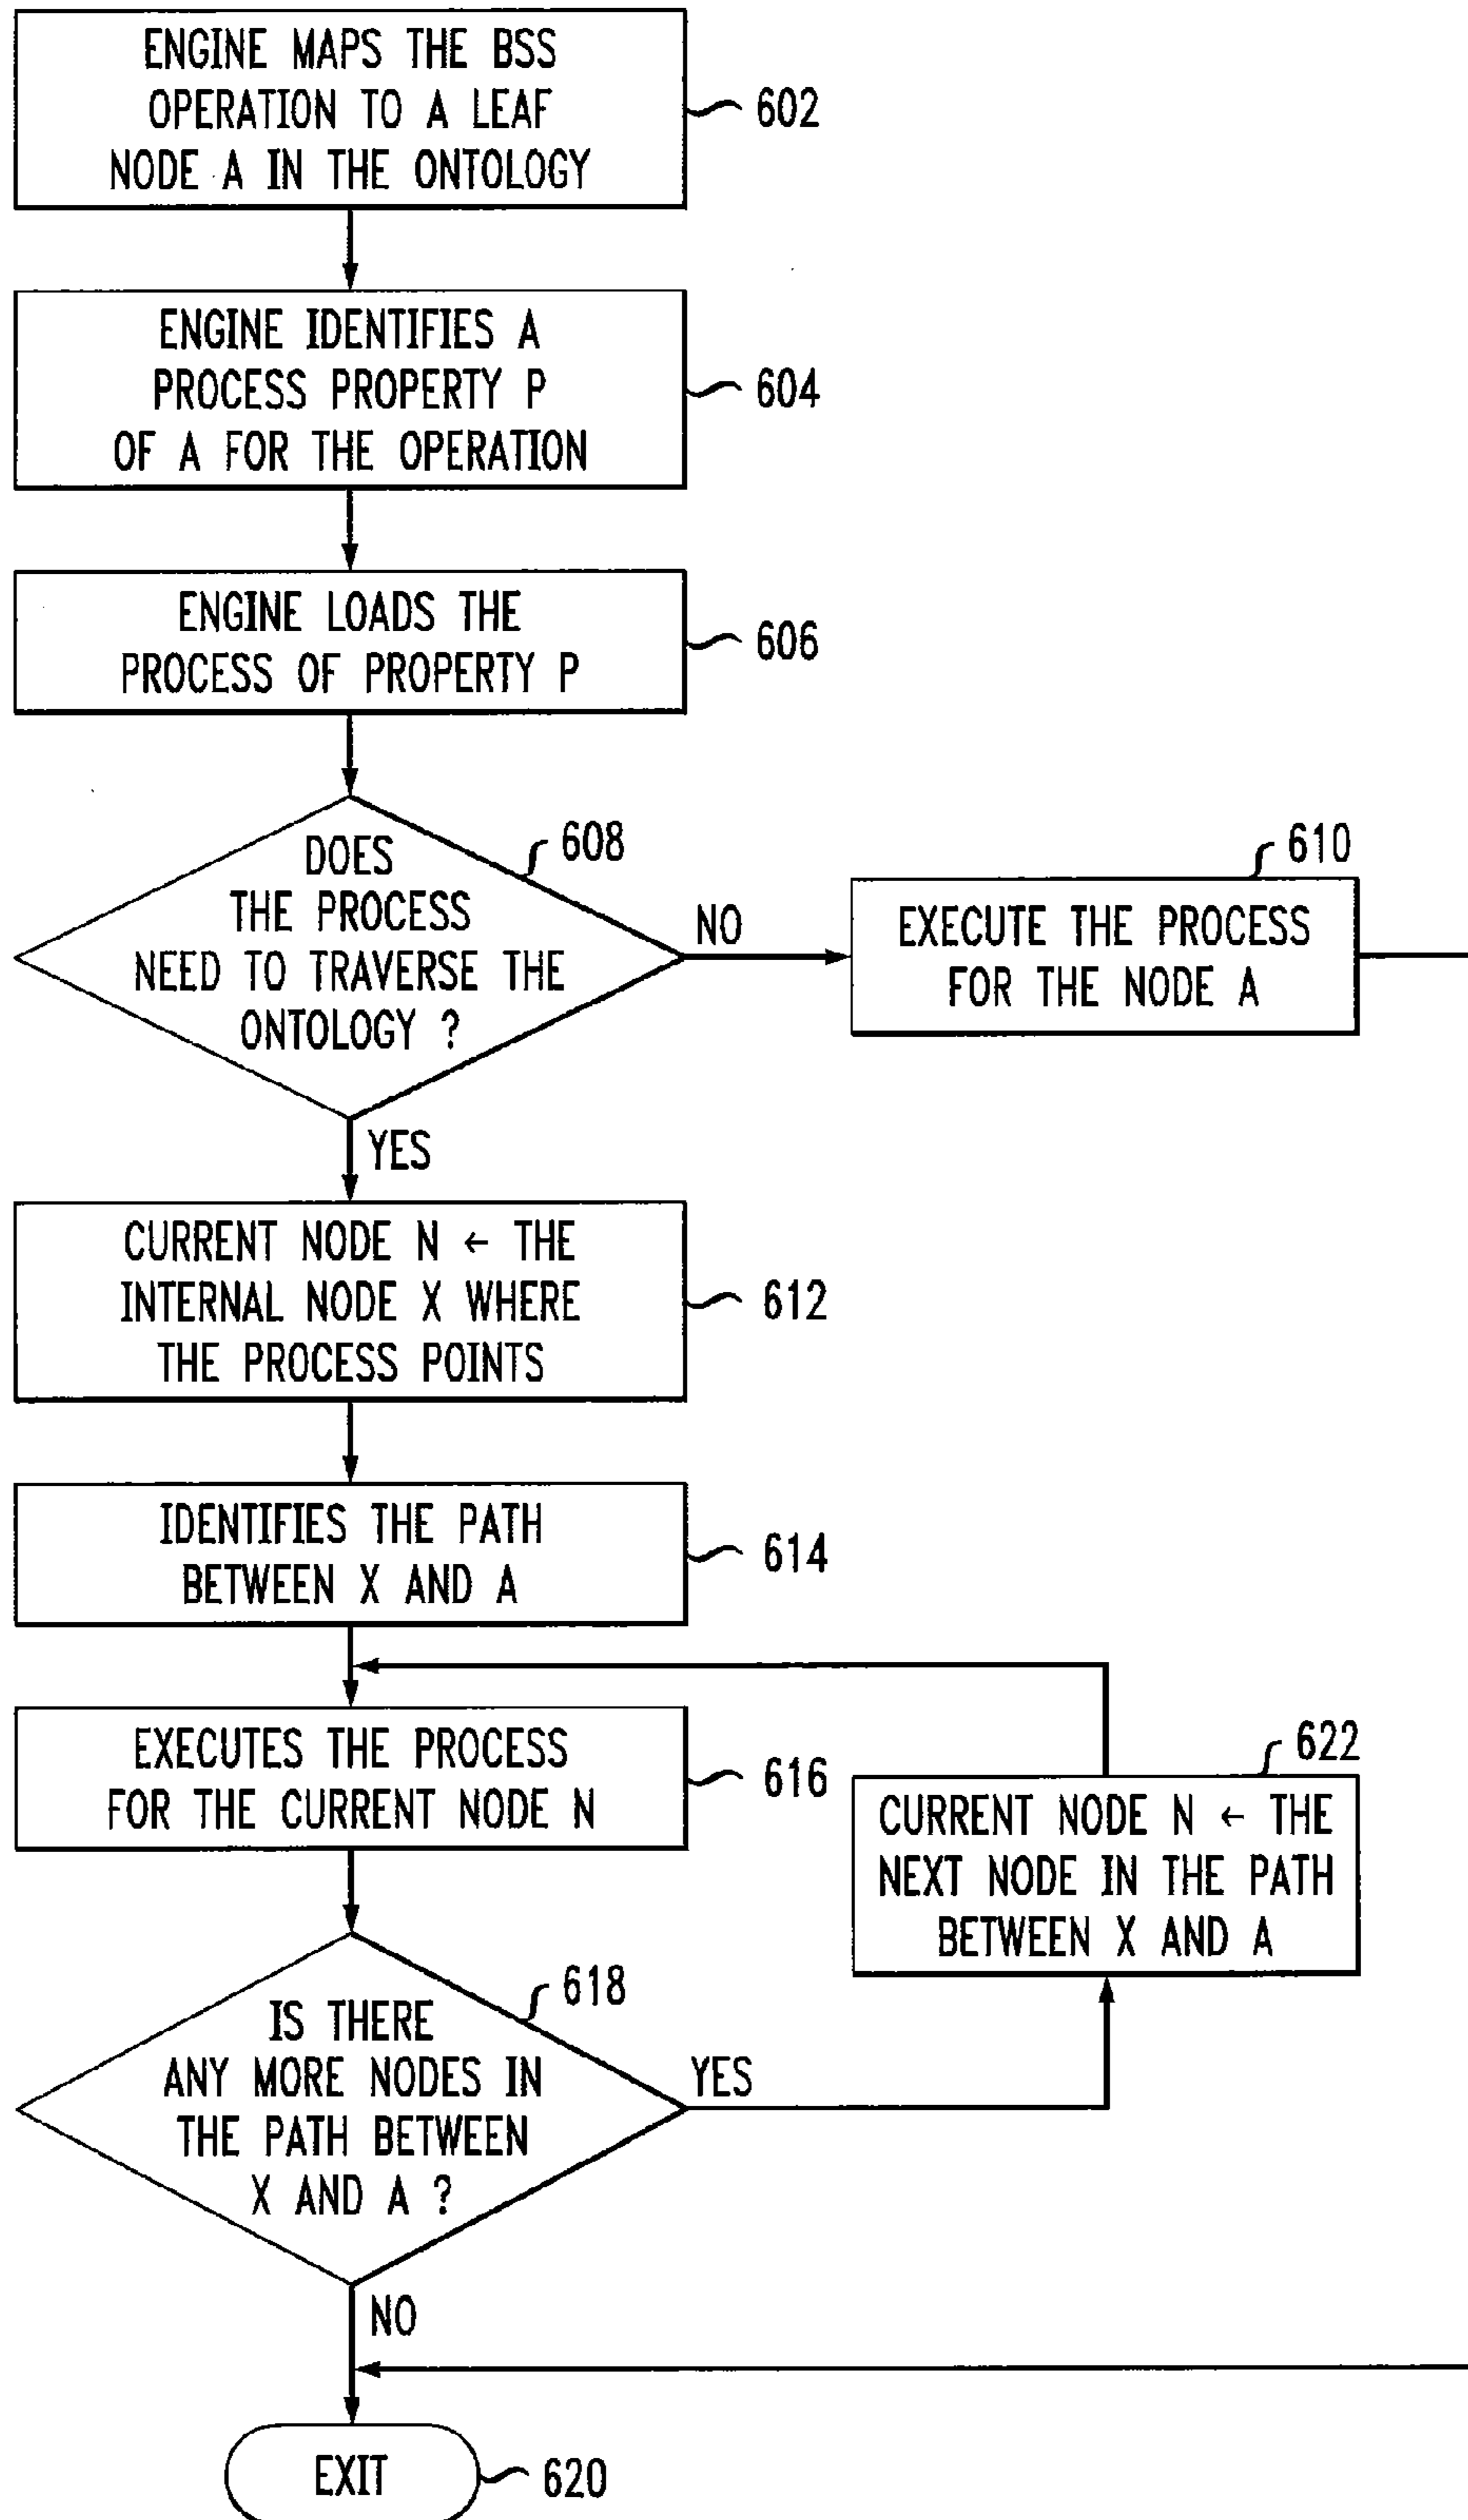 ENGINE MAPS THE BSS
OPERATION TO A LEAF
NODE A IN THE ONTOLOGY
602
ENGINE IDENTIFIES A
PROCESS PROPERTY P
OF A FOR THE OPERATION
604
ENGINE LOADS THE
PROCESS OF PROPERTY P
606
DOES
THE PROCESS
NEED TO TRAVERSE THE
ONTOLOGY ?
608
NO
610
EXECUTE THE PROCESS
FOR THE NODE A
YES
CURRENT NODE N ← THE
INTERNAL NODE X WHERE
THE PROCESS POINTS
612
IDENTIFIES THE PATH
BETWEEN X AND A
614
EXECUTES THE PROCESS
FOR THE CURRENT NODE N
616
622
CURRENT NODE N ← THE
NEXT NODE IN THE PATH
BETWEEN X AND A
IS THERE
ANY MORE NODES IN
THE PATH BETWEEN
X AND A ?
618
YES
NO
EXIT
620